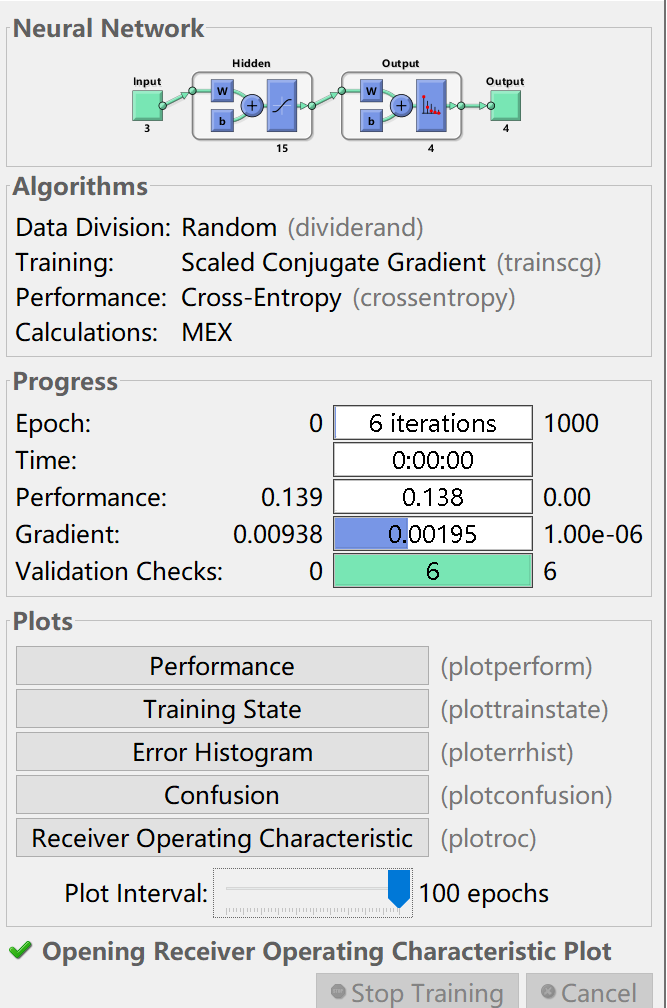 Neural Network
Hidden
Output
Input
Output
W
b
+
W
b
+
3
15
4
4
Algorithms
Data Division: Random (dividerand)
Training: Scaled Conjugate Gradient (trainscg)
Performance: Cross-Entropy (crossentropy)
Calculations: MEX
Progress
Epoch: 0 6 iterations 1000
Time: 0:00:00
Performance: 0.139 0.138 0.00
Gradient: 0.00938 0.00195 1.00e-06
Validation Checks: 0 6 6
Plots
Performance (plotperform)
Training State (plottrainstate)
Error Histogram (ploterrhist)
Confusion (plotconfusion)
Receiver Operating Characteristic (plotroc)
Plot Interval: 100 epochs
Opening Receiver Operating Characteristic Plot
Stop Training Cancel